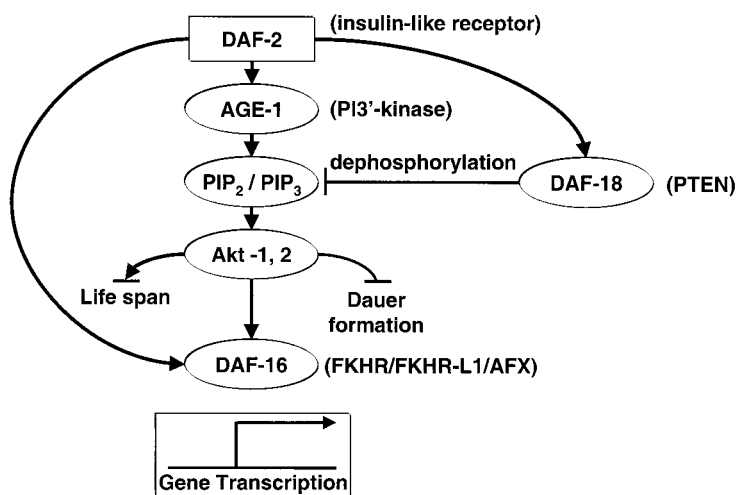 DAF-2
(insulin-like receptor)
AGE-1
(PI3'-kinase)
dephosphorylation
PIP2 / PIP3
DAF-18
(PTEN)
Akt -1, 2
Life span
Dauer
formation
DAF-16
(FKHR/FKHR-L1/AFX)
Gene Transcription